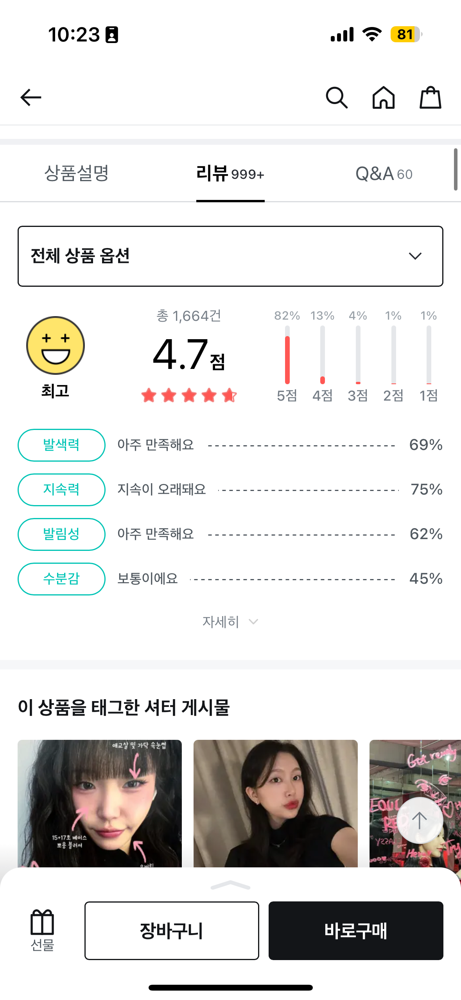 10:23
81
상품설명
리뷰 999+
Q&A 60
전체 상품 옵션
최고
총 1,664건
4.7점
82% 13% 4% 1% 1%
5점 4점 3점 2점 1점
발색력 아주 만족해요 69%
지속력 지속이 오래돼요 75%
발림성 아주 만족해요 62%
수분감 보통이에요 45%
자세히
이 상품을 태그한 셔터 게시물
애교살 및 가닥 속눈썹
15+17호 베이스
뽀용 블러셔
Get ready
Hera
Try
선물
장바구니
바로구매